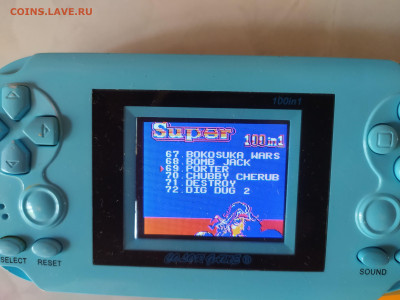 COINS.LAVE.RU
100in1
Super 100in1
67.BOKOSUKA WARS
68.BOMB JACK
69.PORTER
70.CHUBBY CHERUB
71.DESTROY
72.DIG DUG 2
SELECT RESET
SOUND